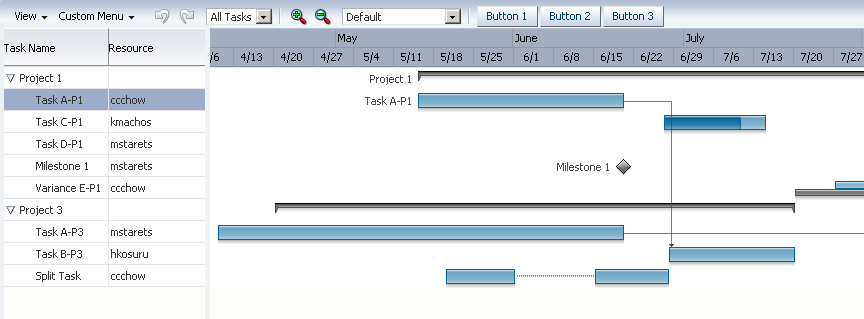 View Custom Menu All Tasks Default Button 1 Button 2 Button 3
Task Name Resource May June July
/6 4/13 4/20 4/27 5/4 5/11 5/18 5/25 6/1 6/8 6/15 6/22 6/29 7/6 7/13 7/20 7/27
Project 1 Project 1
Task A-P1 ccchow Task A-P1
Task C-P1 kmachos
Task D-P1 mstarets
Milestone 1 mstarets Milestone 1
Variance E-P1 ccchow
Project 3
Task A-P3 mstarets
Task B-P3 hkosuru
Split Task ccchow